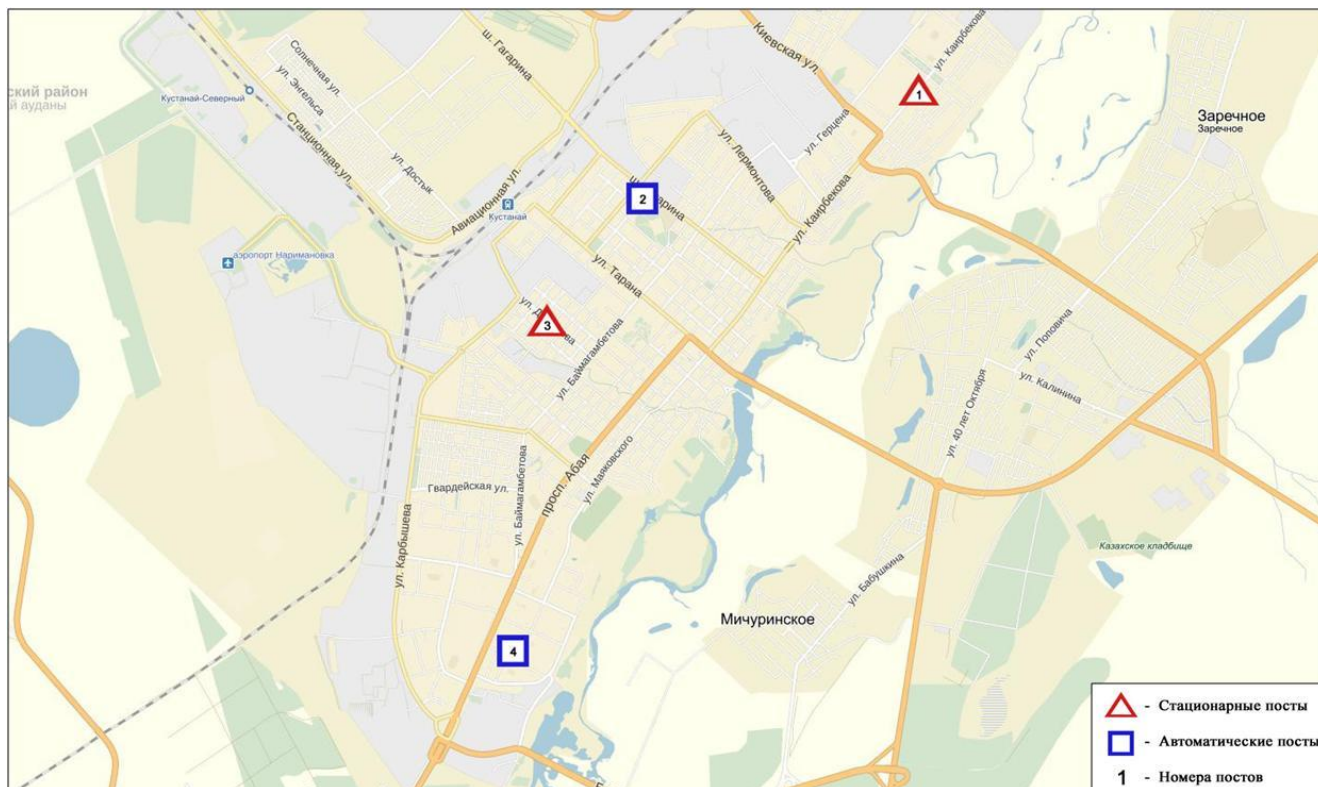 ский район
й ауданы
Кустанай-Северный
Солнечная ул.
ул. Энгельса
Станционная ул.
ул. Достык
ш. Гагарина
Авиационная ул.
Кустанай
аэропорт Наримановка
Киевская ул.
ул. Каирбекова
1
ул. Герцена
ул. Лермонтова
2
ул. Каирбекова
Заречное
Заречное
ул. Тарана
3
ул. Баймагамбетова
ул. Поповича
ул. Калинина
ул. 40 лет Октября
просп. Абая
ул. Маяковского
Гвардейская ул.
ул. Баймагамбетова
ул. Карбышева
Казахское кладбище
ул. Бабушкина
Мичуринское
4
- Стационарные посты
- Автоматические посты
1 - Номера постов